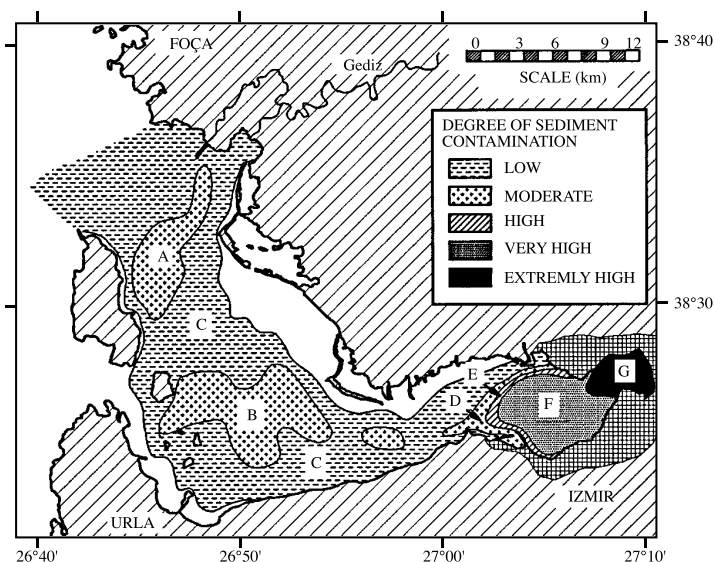 FOÇA
Gediz
0 3 6 9 12
SCALE (km)
38°40'
DEGREE OF SEDIMENT
CONTAMINATION
LOW
MODERATE
HIGH
VERY HIGH
EXTREMLY HIGH
A
38°30'
C
E
G
D
F
B
C
IZMIR
URLA
26°40'
26°50'
27°00'
27°10'